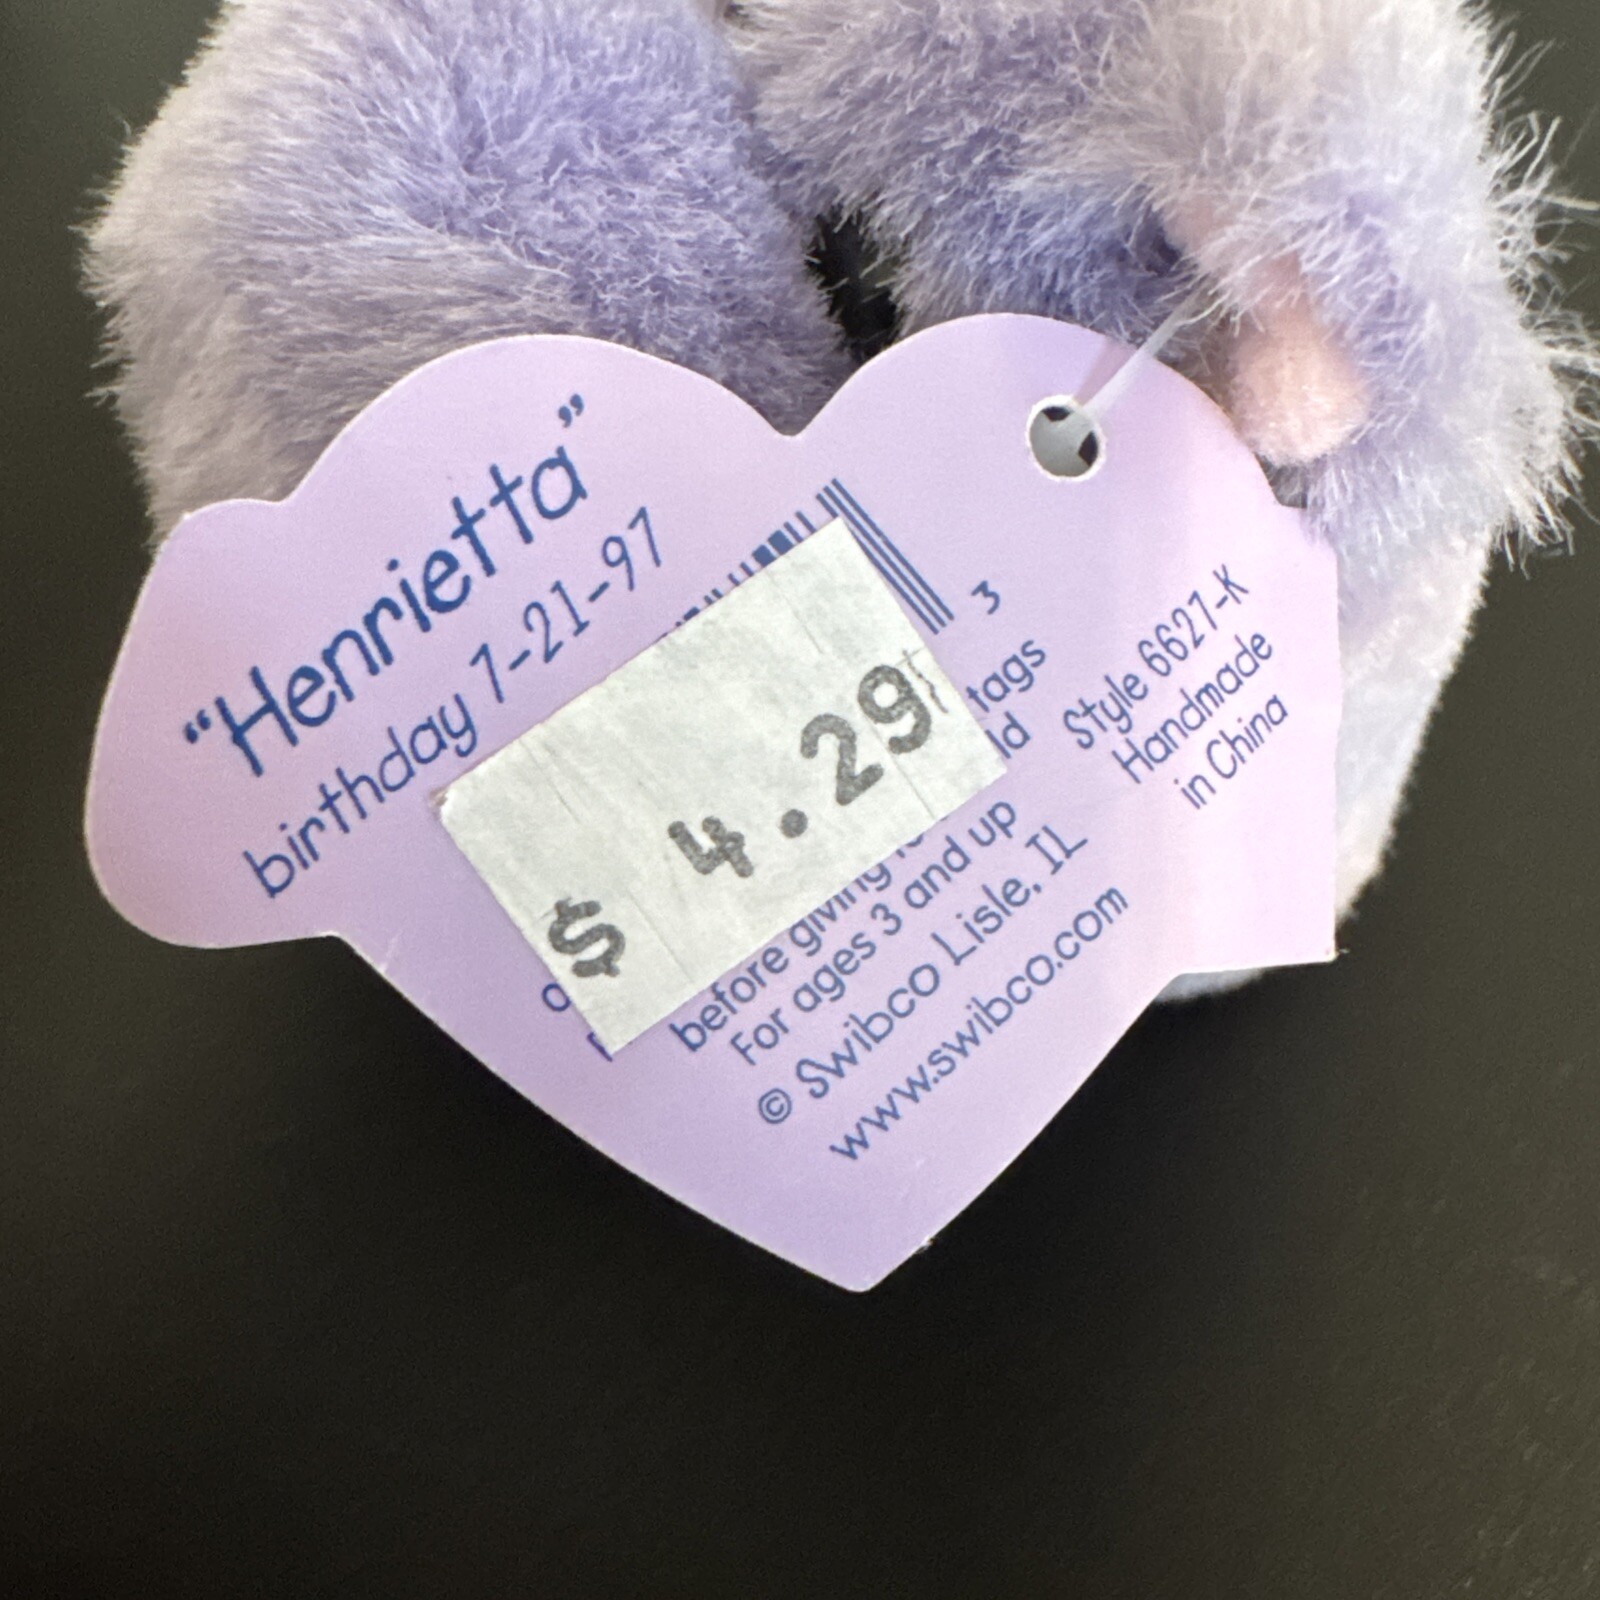 "Henrietta"
birthday 7-21-97
3
$ 4.29
tags
before giving
For ages 3 and up
© Swibco Lisle, IL
www.swibco.com
Style 6627-K
Handmade
in China